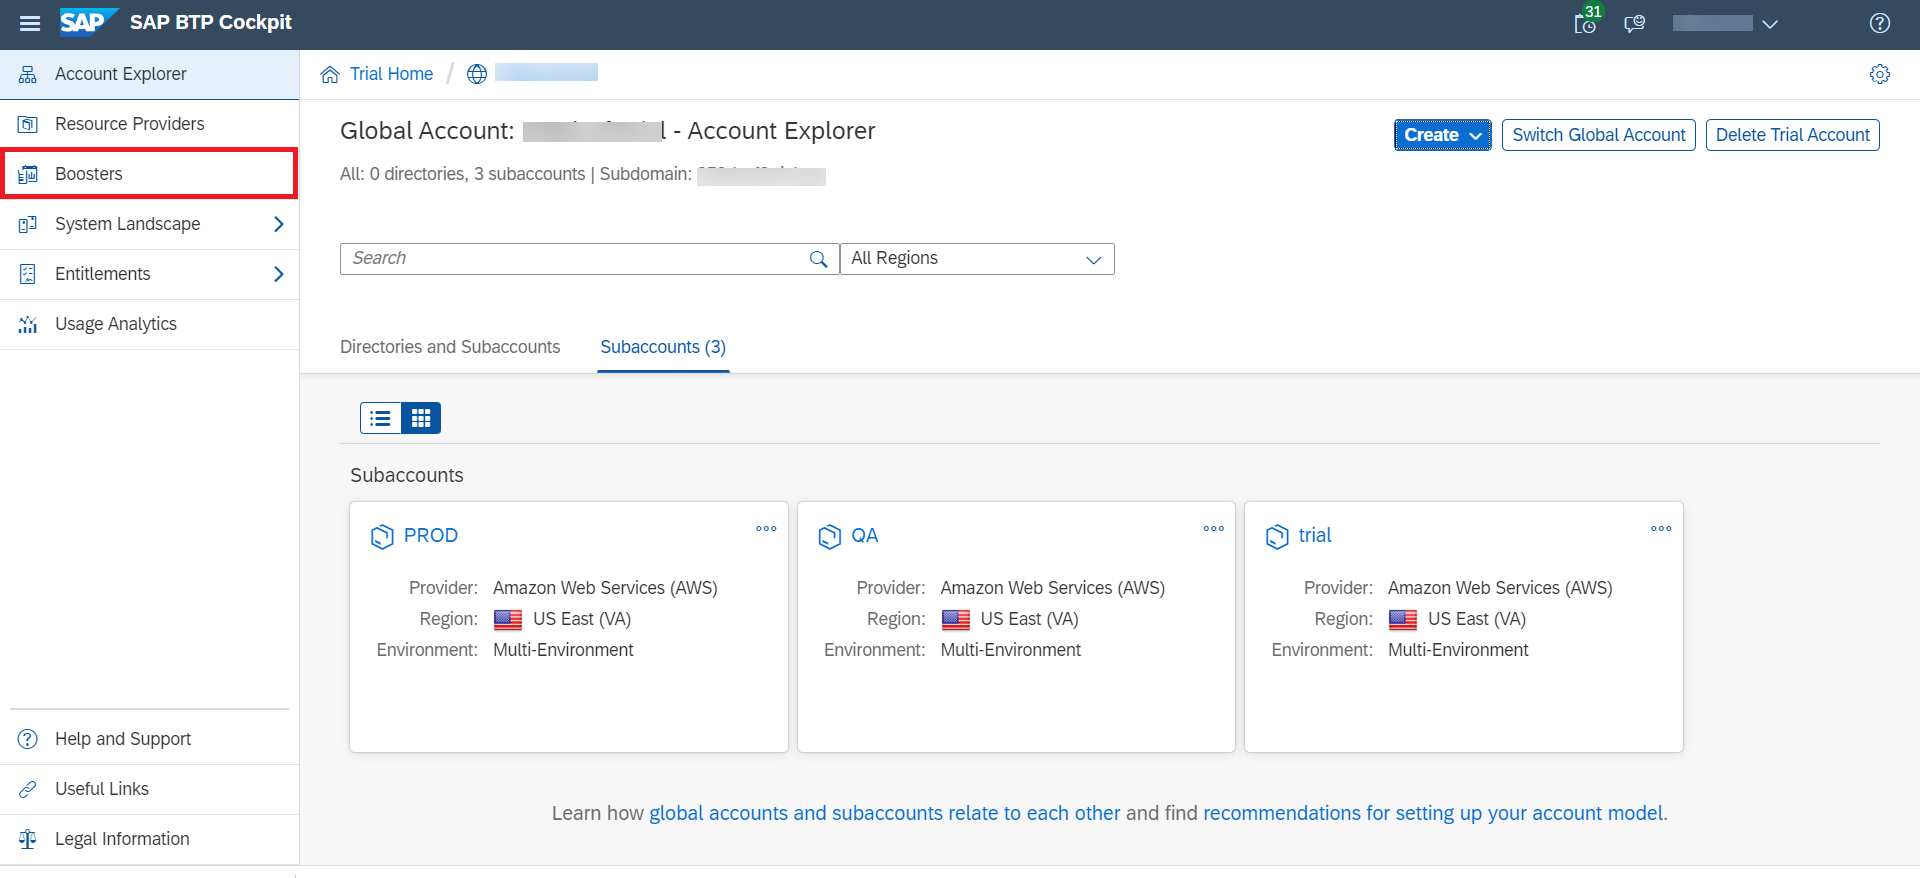 SAP SAP BTP Cockpit 31
Account Explorer
Resource Providers
Boosters
System Landscape
Entitlements
Usage Analytics
Help and Support
Useful Links
Legal Information
Trial Home /
Global Account: - Account Explorer
Create Switch Global Account Delete Trial Account
All: 0 directories, 3 subaccounts | Subdomain:
Search All Regions
Directories and Subaccounts Subaccounts (3)
Subaccounts
PROD
Provider: Amazon Web Services (AWS)
Region: US East (VA)
Environment: Multi-Environment
QA
Provider: Amazon Web Services (AWS)
Region: US East (VA)
Environment: Multi-Environment
trial
Provider: Amazon Web Services (AWS)
Region: US East (VA)
Environment: Multi-Environment
Learn how global accounts and subaccounts relate to each other and find recommendations for setting up your account model.